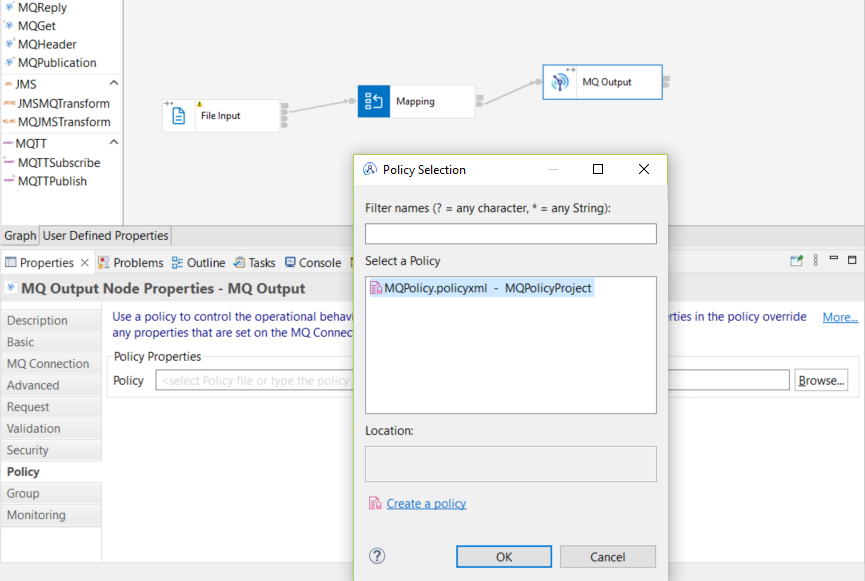 MQReply
MQGet
MQHeader
MQPublication
JMS
JMSMQTransform
MQJMSTransform
MQTT
MQTTSubscribe
MQTTPublish
File Input
Mapping
MQ Output
Graph User Defined Properties
Properties Problems Outline Tasks Console
MQ Output Node Properties - MQ Output
Description
Basic
MQ Connection
Advanced
Request
Validation
Security
Policy
Group
Monitoring
Use a policy to control the operational behavi
rties in the policy override More...
any properties that are set on the MQ Connec
Policy Properties
Policy <select Policy file or type the policy Browse...
Policy Selection
Filter names (? = any character, * = any String):
Select a Policy
MQPolicy.policyxml - MQPolicyProject
Location:
Create a policy
? OK Cancel